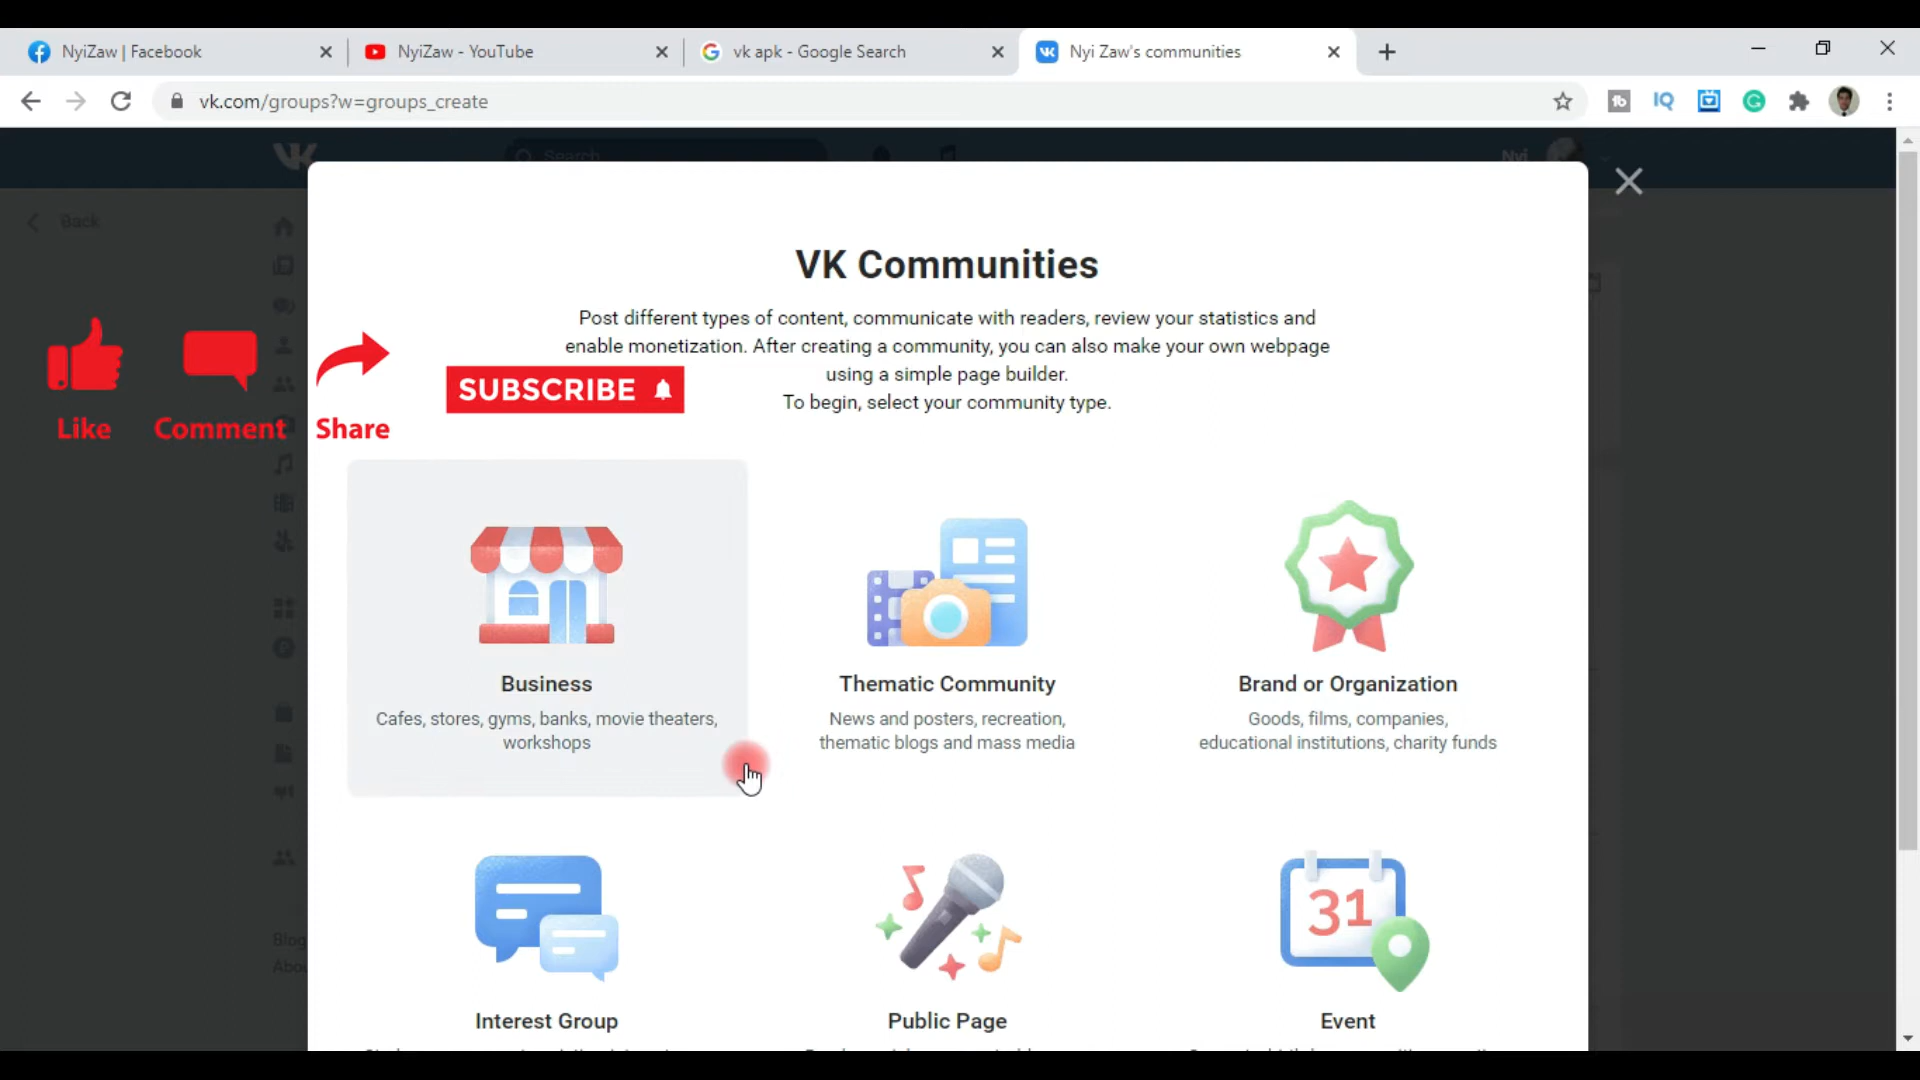 NyiZaw | Facebook
NyiZaw - YouTube
vk apk - Google Search
Nyi Zaw's communities
vk.com/groups?w=groups_create
Search
Nyi
Back
VK Communities
Post different types of content, communicate with readers, review your statistics and
enable monetization. After creating a community, you can also make your own webpage
using a simple page builder.
To begin, select your community type.
SUBSCRIBE
Like
Comment
Share
Business
Cafes, stores, gyms, banks, movie theaters,
workshops
Thematic Community
News and posters, recreation,
thematic blogs and mass media
Brand or Organization
Goods, films, companies,
educational institutions, charity funds
31
Interest Group
Public Page
Event
Blog